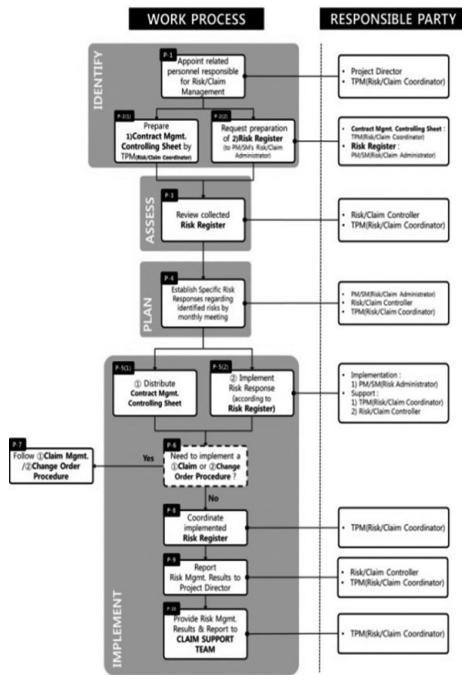 WORK PROCESS
RESPONSIBLE PARTY
IDENTIFY
P-1
Appoint related
personnel responsible
for Risk/Claim
Management
• Project Director
• TPM(Risk/Claim Coordinator)
P-2(1)
Prepare
1)Contract Mgmt.
Controlling Sheet by
TPM(Risk/Claim Coordinator)
P-2(2)
Request preparation
of 2)Risk Register
(to PM/SM's Risk/Claim
Administrator)
• Contract Mgmt. Controlling Sheet :
TPM(Risk/Claim Coordinator)
• Risk Register :
PM/SM(Risk/Claim Administrator)
ASSESS
P-3
Review collected
Risk Register
• Risk/Claim Controller
• TPM(Risk/Claim Coordinator)
PLAN
P-4
Establish Specific Risk
Responses regarding
identified risks by
monthly meeting
• PM/SM(Risk/Claim Administrator)
• Risk/Claim Controller
• TPM(Risk/Claim Coordinator)
IMPLEMENT
P-5(1)
① Distribute
Contract Mgmt.
Controlling Sheet
P-5(2)
② Implement
Risk Response
(according to
Risk Register)
• Implementation :
1) PM/SM(Risk Administrator)
• Support :
1) TPM(Risk/Claim Coordinator)
2) Risk/Claim Controller
P-7
Follow ①Claim Mgmt.
/②Change Order
Procedure
Yes
P-6
Need to implement a
①Claim or ②Change
Order Procedure ?
No
P-8
Coordinate
implemented
Risk Register
• TPM(Risk/Claim Coordinator)
P-9
Report
Risk Mgmt. Results to
Project Director
• Risk/Claim Controller
• TPM(Risk/Claim Coordinator)
P-10
Provide Risk Mgmt.
Results & Report to
CLAIM SUPPORT
TEAM
• TPM(Risk/Claim Coordinator)